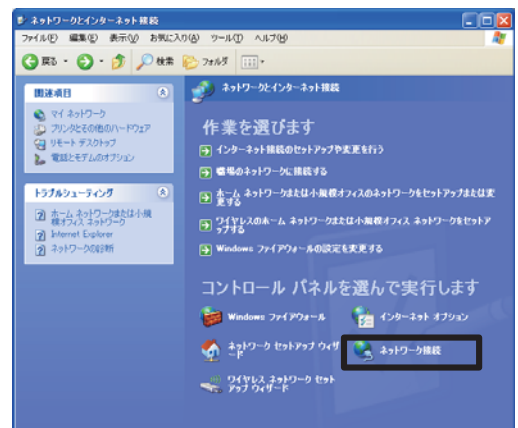 ネットワークとインターネット接続
ファイル(F) 編集(E) 表示(V) お気に入り(A) ツール(T) ヘルプ(H)
戻る 検索 フォルダ
関連項目
マイ ネットワーク
プリンタとその他のハードウェア
リモート デスクトップ
電話とモデムのオプション
トラブルシューティング
ホーム ネットワークまたは小規
模オフィス ネットワーク
Internet Explorer
ネットワークの診断
ネットワークとインターネット接続
作業を選びます
インターネット接続のセットアップや変更を行う
職場のネットワークに接続する
ホーム ネットワークまたは小規模オフィスのネットワークをセットアップまたは変
更する
ワイヤレスのホーム ネットワークまたは小規模オフィス ネットワークをセットア
ップする
Windows ファイアウォールの設定を変更する
コントロール パネルを選んで実行します
Windows ファイアウォール
インターネット オプション
ネットワーク セットアップ ウィザ
ード
ネットワーク接続
ワイヤレス ネットワーク セット
アップ ウィザード